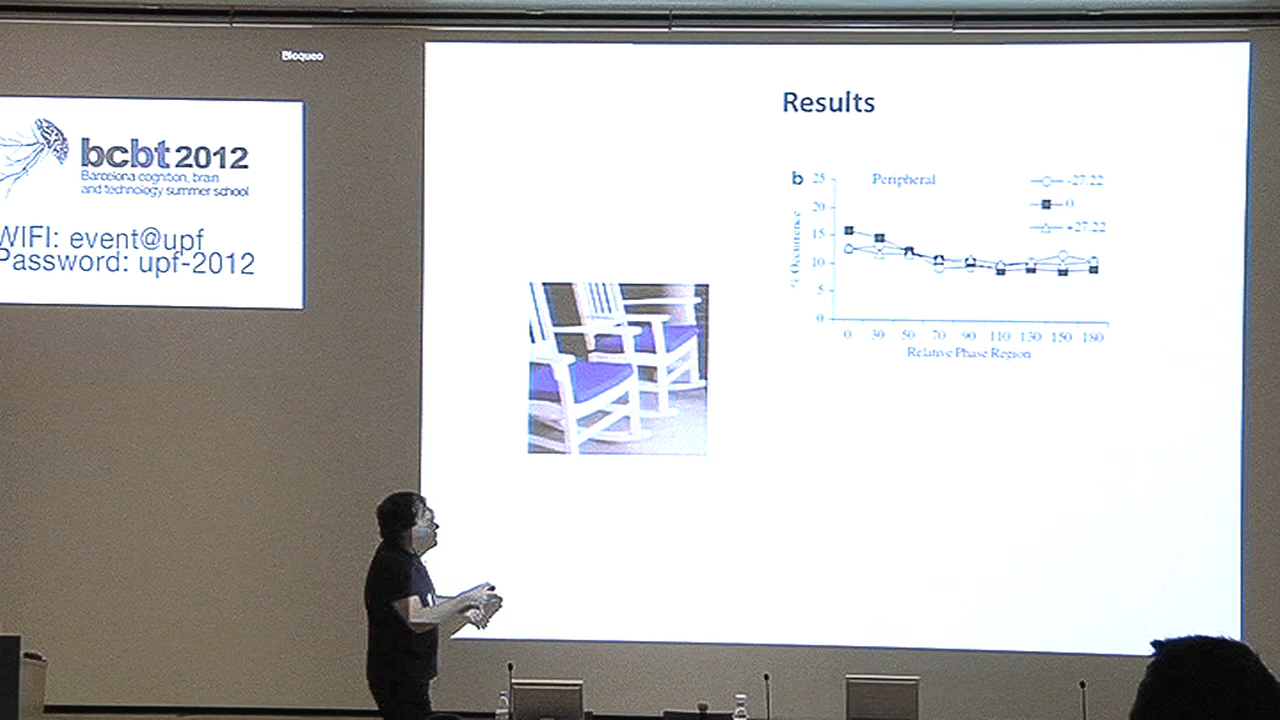 Bloqueo
bcbt 2012
Barcelona cognition, brain
and technology summer school
WIFI: event@upf
Password: upf-2012
Results
b
Peripheral
-27.22
0
+27.22
% Occurrence
25
20
15
10
5
0
0 30 50 70 90 110 130 150 180
Relative Phase Region